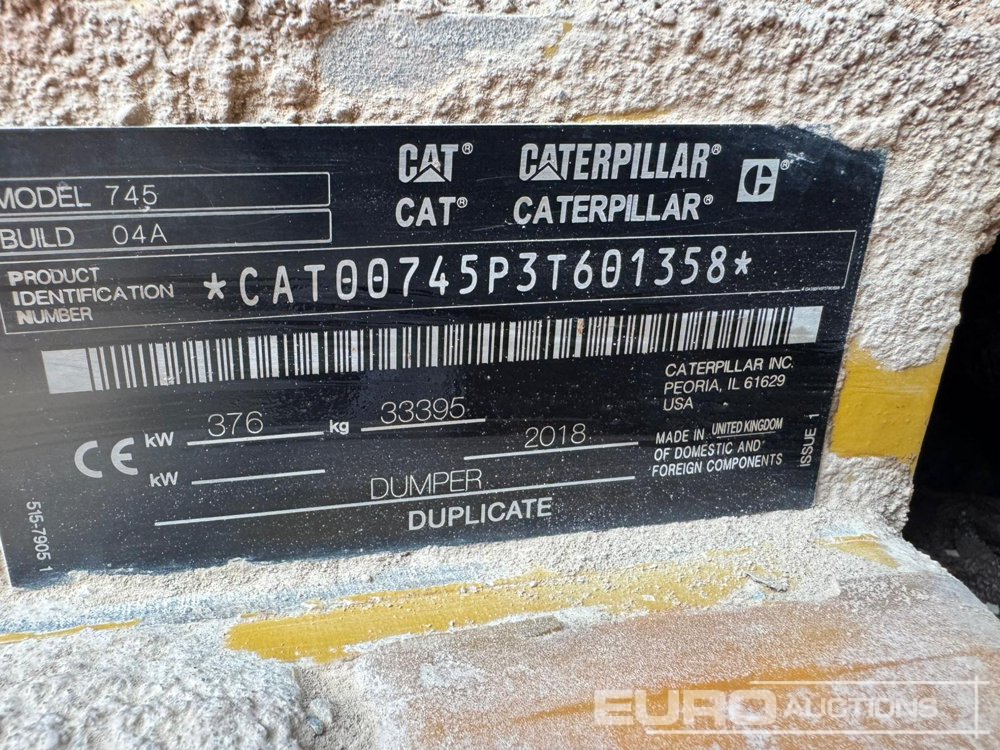 CAT® CATERPILLAR® ®
CAT® CATERPILLAR®
MODEL 745
BUILD 04A
PRODUCT
IDENTIFICATION
NUMBER
*CAT00745P3T601358*
CATERPILLAR INC.
PEORIA, IL 61629
USA
CE
kW 376 kg 33395
kW
2018
MADE IN UNITED KINGDOM
OF DOMESTIC AND
FOREIGN COMPONENTS
ISSUE 1
DUMPER
DUPLICATE
515-7905 1
EURO AUCTIONS